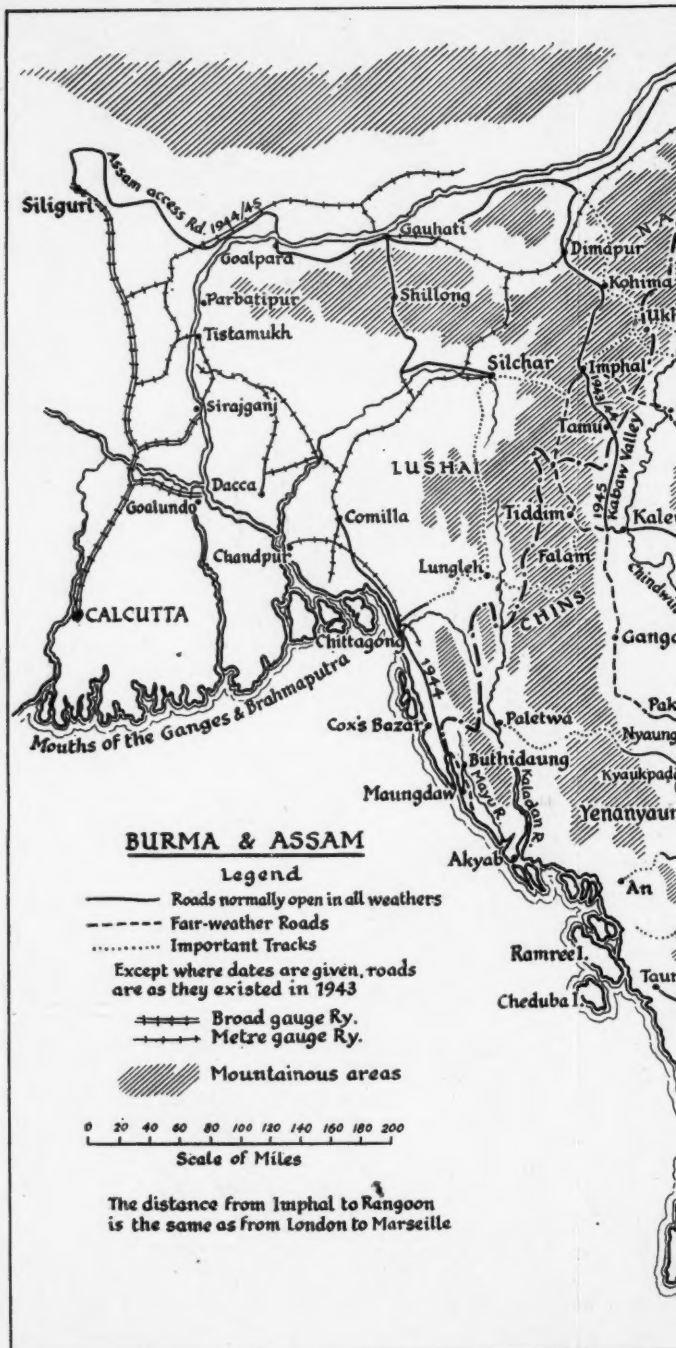 Assam access Rd. 1944/45
Siliguri
Gauhati
Goalpara
Dimapur
Parbatipur
Shillong
Kohima
Tistamukh
Silchar
Imphal
1943/44
Sirajganj
Tamu
LUSHAI
Kabaw Valley
1945
Dacca
Goalundo
Comilla
Tiddim
Kalew
Chandpur
Lungleh
Falam
Chindwin
CALCUTTA
CHINS
Chittagong
Ganga
1944
Mouths of the Ganges & Brahmaputra
Cox's Bazar
Paletwa
Pak
Nyaung
Buthidaung
Kyaukpada
Maungdaw
Mayu R.
Kaladan R.
Yenanyaun
BURMA & ASSAM
Akyab
Legend
Roads normally open in all weathers
An
Fair-weather Roads
Important Tracks
Ramree I.
Except where dates are given, roads
are as they existed in 1943
Taun
Cheduba I.
Broad gauge Ry.
Metre gauge Ry.
Mountainous areas
0 20 40 60 80 100 120 140 160 180 200
Scale of Miles
The distance from Imphal to Rangoon
is the same as from London to Marseille